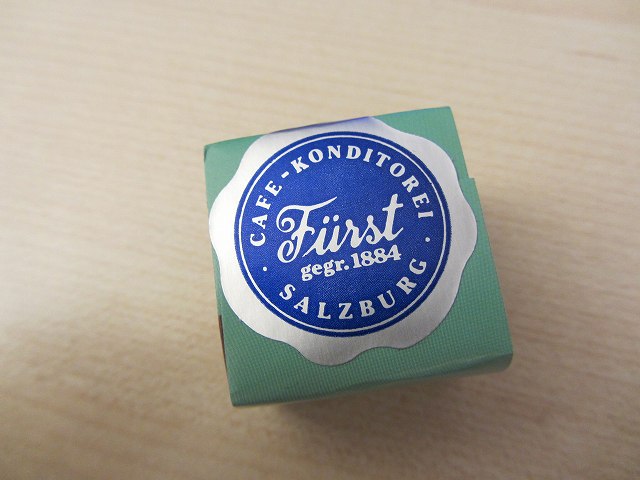 CAFE-KONDITOREI
Fürst
gegr. 1884
· SALZBURG ·